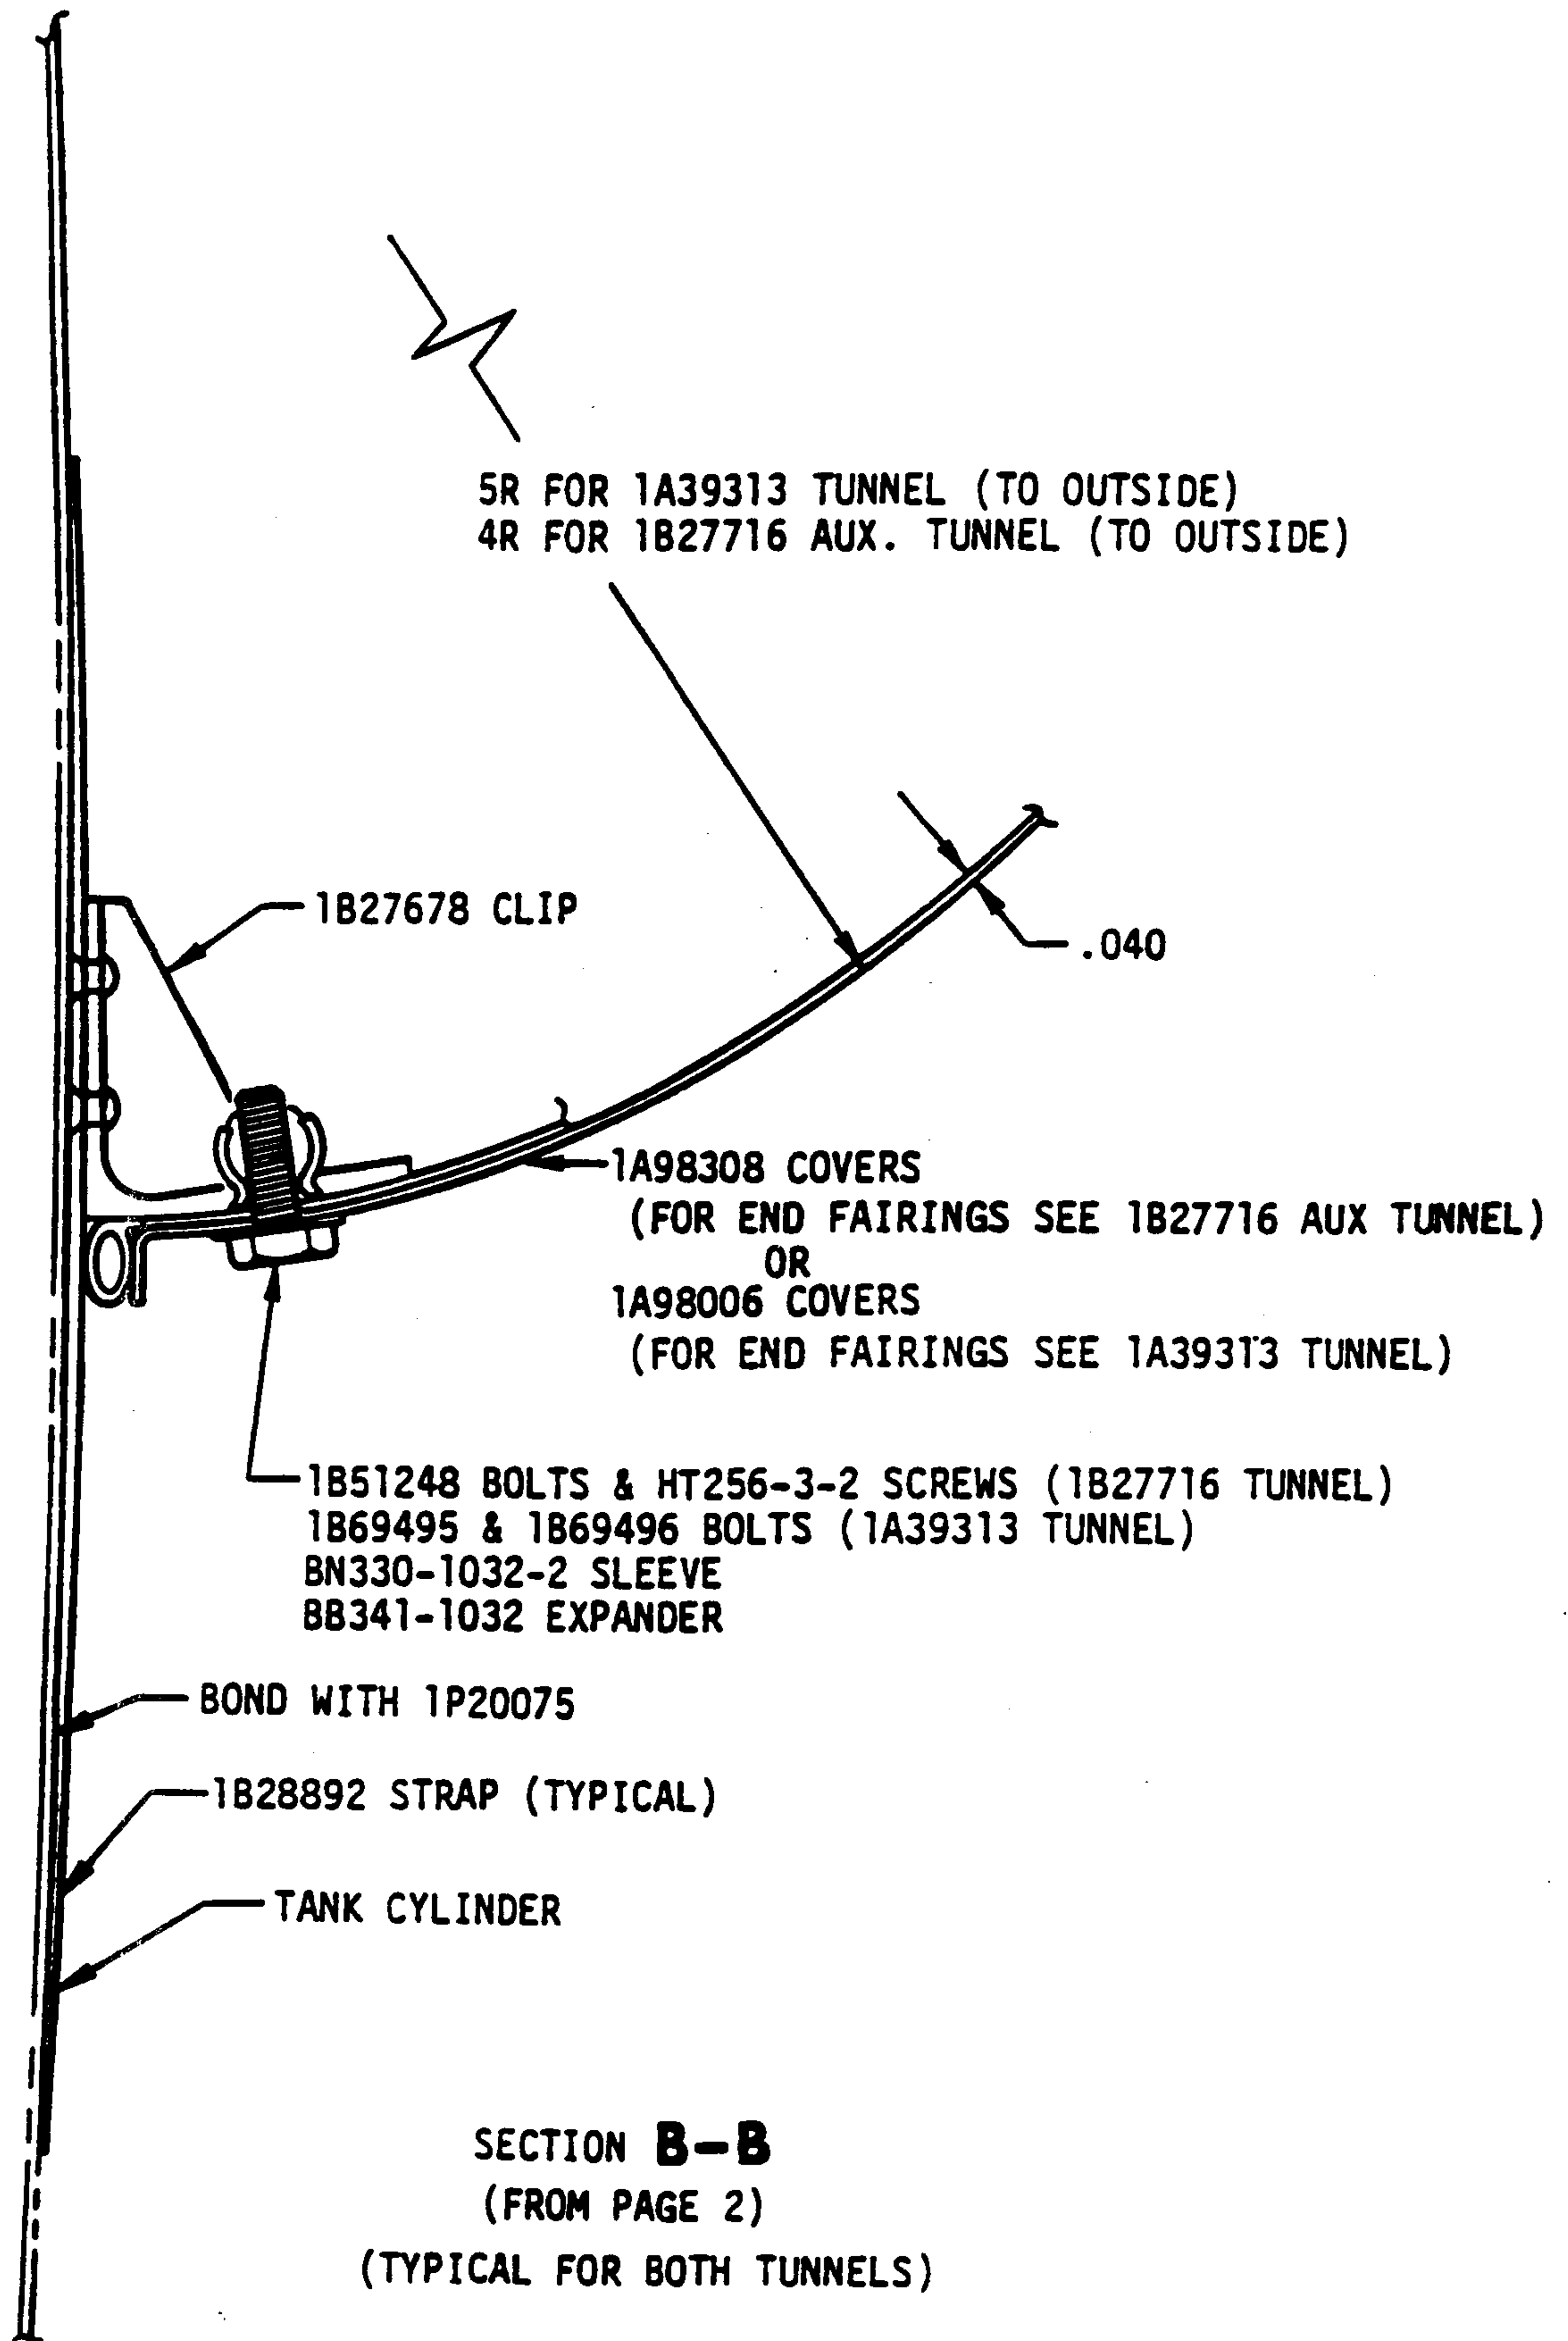 5R FOR 1A39313 TUNNEL (TO OUTSIDE)
4R FOR 1B27716 AUX. TUNNEL (TO OUTSIDE)
1B27678 CLIP
.040
1A98308 COVERS
(FOR END FAIRINGS SEE 1B27716 AUX TUNNEL)
OR
1A98006 COVERS
(FOR END FAIRINGS SEE 1A39313 TUNNEL)
1B51248 BOLTS & HT256-3-2 SCREWS (1B27716 TUNNEL)
1B69495 & 1B69496 BOLTS (1A39313 TUNNEL)
BN330-1032-2 SLEEVE
BB341-1032 EXPANDER
BOND WITH 1P20075
1B28892 STRAP (TYPICAL)
TANK CYLINDER
SECTION B-B
(FROM PAGE 2)
(TYPICAL FOR BOTH TUNNELS)